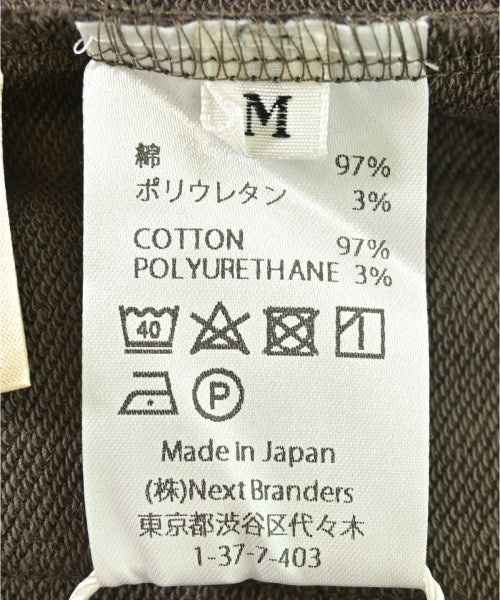 M
綿 97%
ポリウレタン 3%
COTTON 97%
POLYURETHANE 3%
40
P
Made in Japan
(株)Next Branders
東京都渋谷区代々木
1-37-7-403